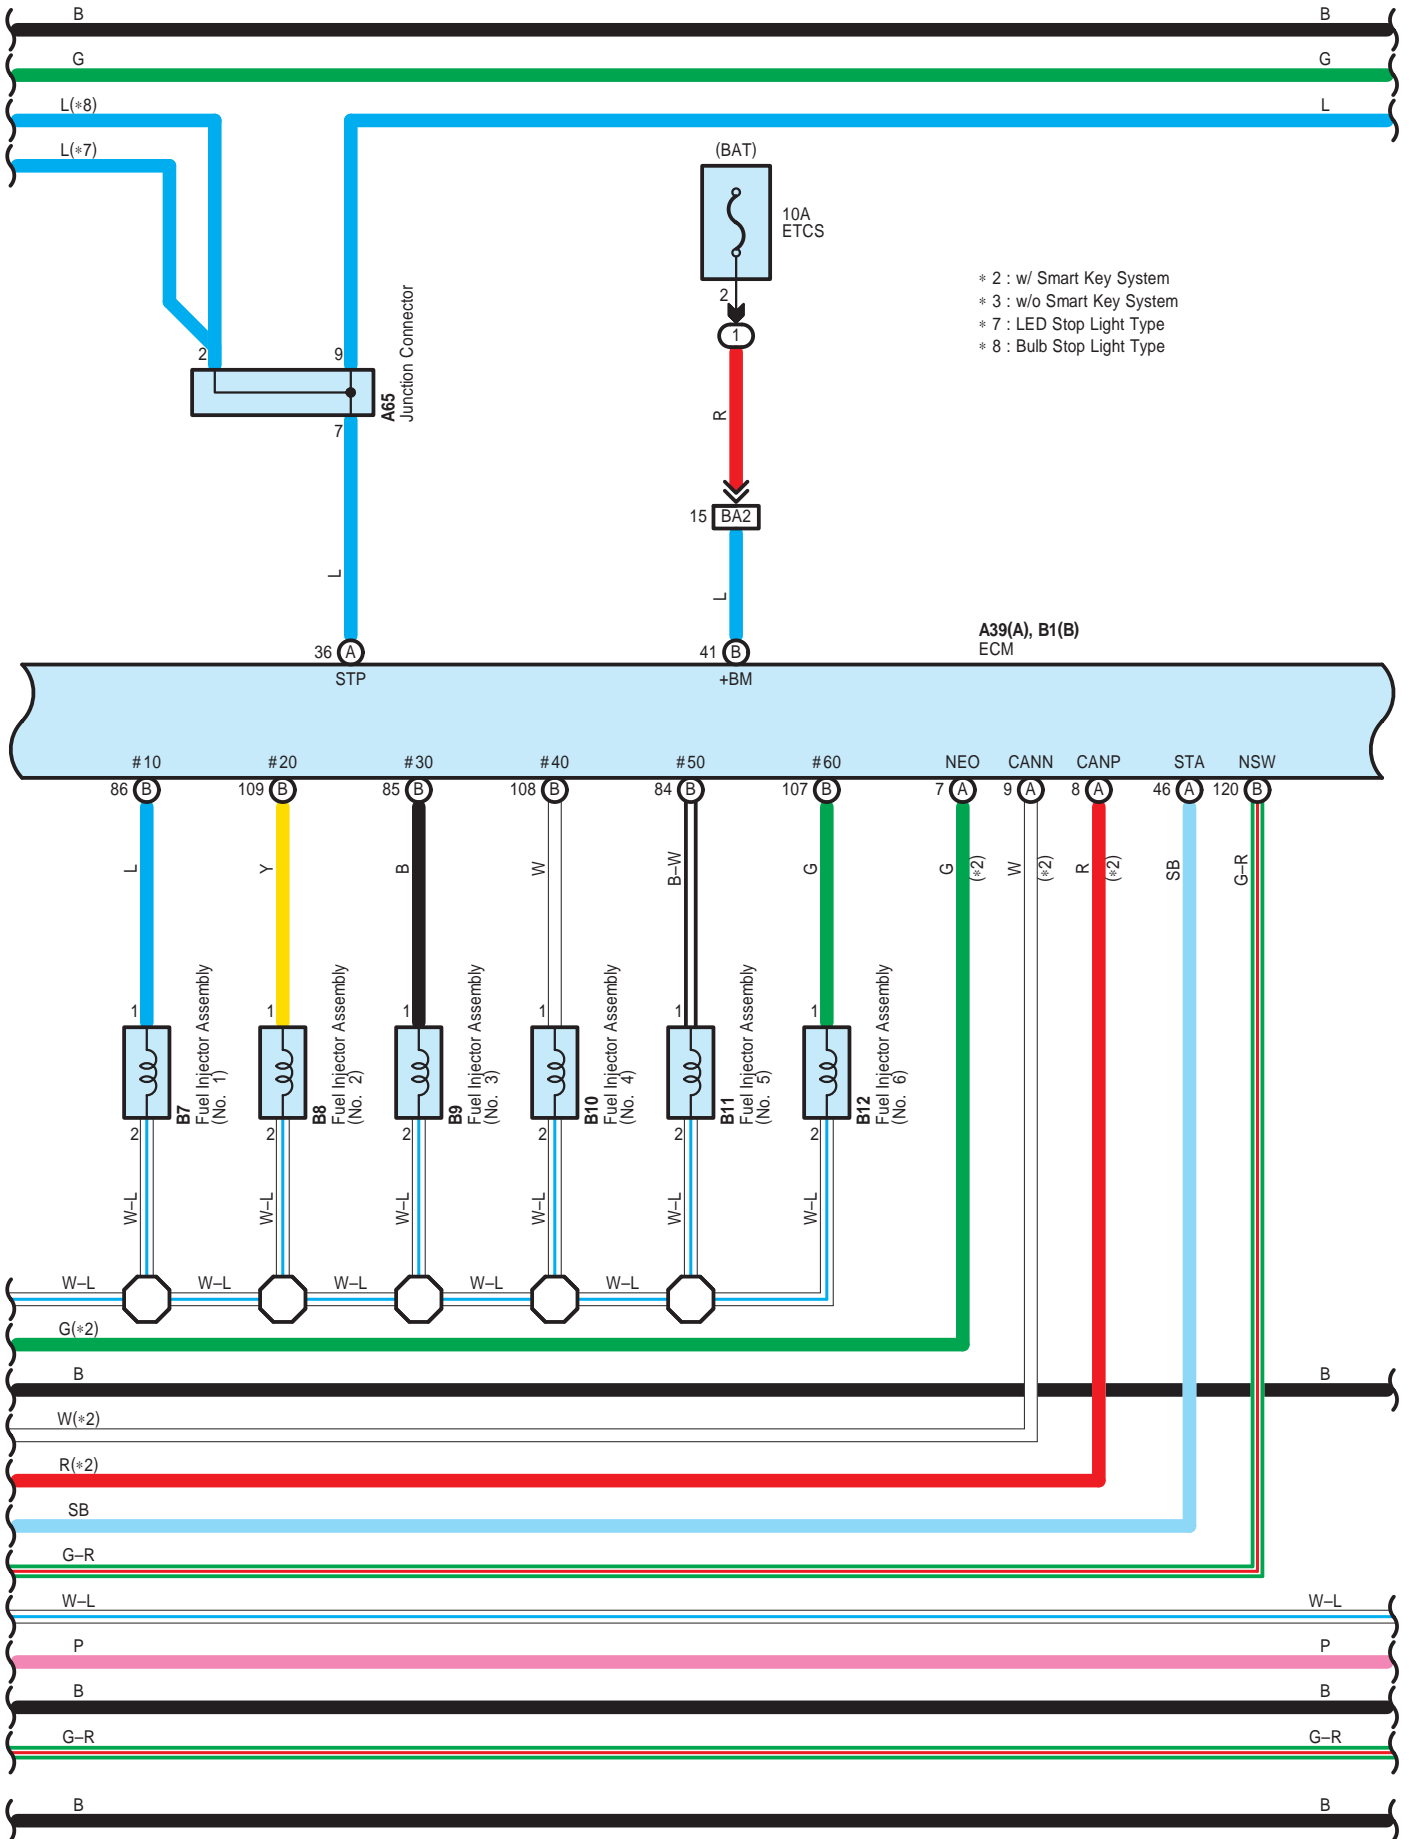 B B
G G
L(*8) L
L(*7)
(BAT)
10A
ETCS
2
1
* 2 : w/ Smart Key System
* 3 : w/o Smart Key System
* 7 : LED Stop Light Type
* 8 : Bulb Stop Light Type
2 9
A65
Junction Connector
7
R
15 BA2
L L
A39(A), B1(B)
ECM
36 A 41 B
STP +BM
#10 #20 #30 #40 #50 #60 NEO CANN CANP STA NSW
86 B 109 B 85 B 108 B 84 B 107 B 7 A 9 A 8 A 46 A 120 B
L Y B W B–W G G (*2) W (*2) R (*2) SB G–R
1 1 1 1 1 1
B7
Fuel Injector Assembly
(No. 1)
B8
Fuel Injector Assembly
(No. 2)
B9
Fuel Injector Assembly
(No. 3)
B10
Fuel Injector Assembly
(No. 4)
B11
Fuel Injector Assembly
(No. 5)
B12
Fuel Injector Assembly
(No. 6)
2 2 2 2 2 2
W–L W–L W–L W–L W–L W–L
W–L W–L W–L W–L W–L
G(*2)
B B
W(*2)
R(*2)
SB
G–R
W–L W–L
P P
B B
G–R G–R
B B